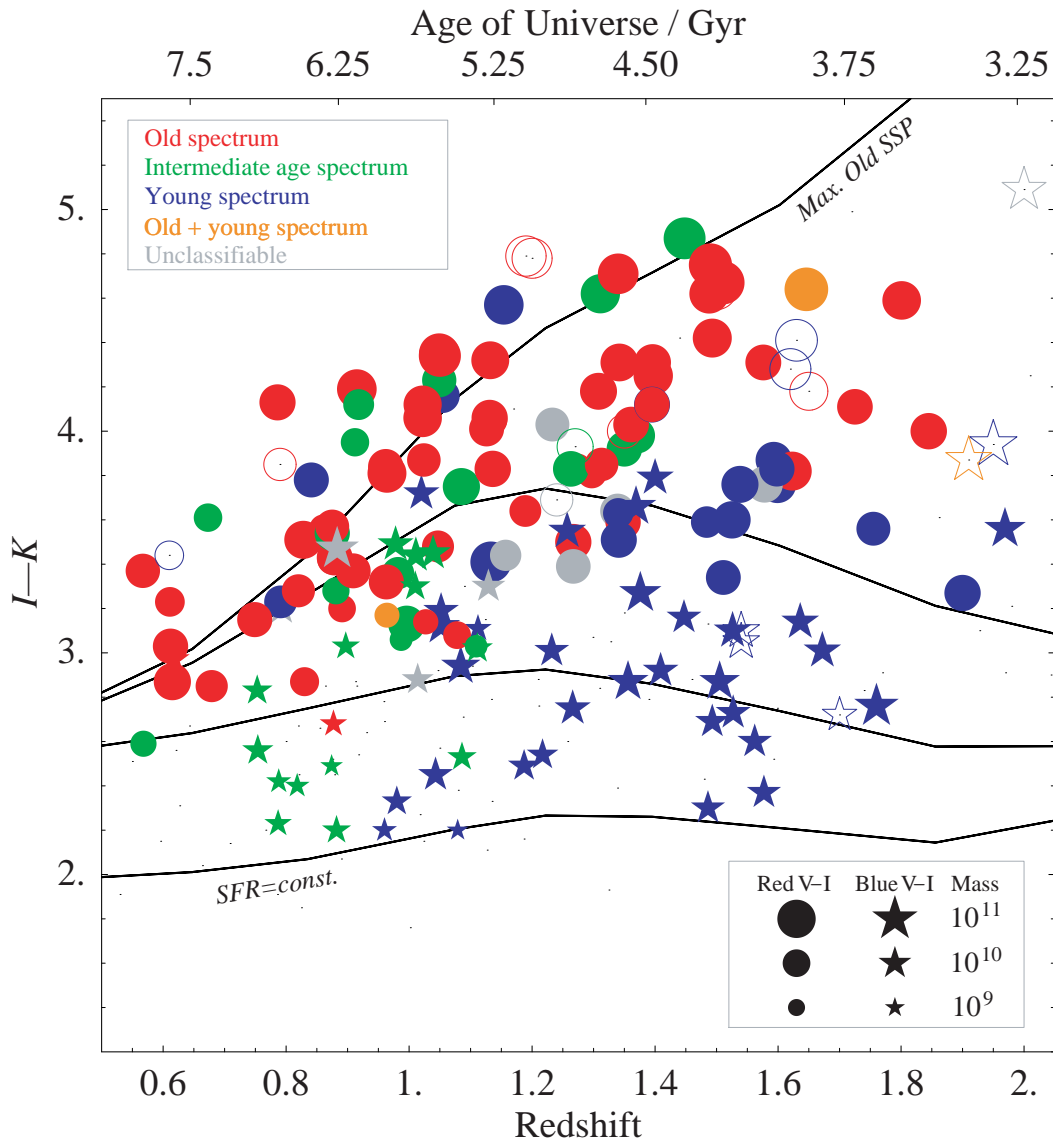 Age of Universe / Gyr
7.5 6.25 5.25 4.50 3.75 3.25
Old spectrum
Intermediate age spectrum
Young spectrum
Old + young spectrum
Unclassifiable
Max. Old SSP
5.
4.
3.
2.
I—K
SFR=const.
Red V–I Blue V–I Mass
10^11
10^10
10^9
0.6 0.8 1. 1.2 1.4 1.6 1.8 2.
Redshift